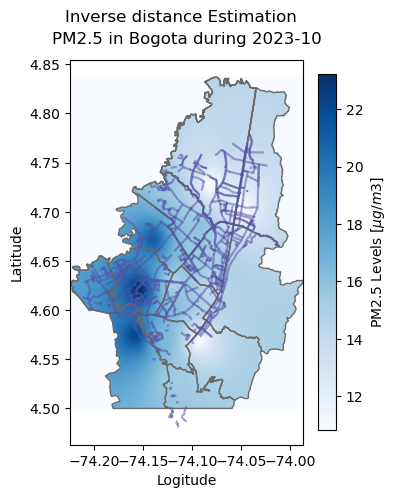 Inverse distance Estimation
PM2.5 in Bogota during 2023-10
4.85
4.80
4.75
4.70
4.65
4.60
4.55
4.50
Latitude
−74.20 −74.15 −74.10 −74.05 −74.00
Logitude
22
20
18
16
14
12
PM2.5 Levels [μg/m3]